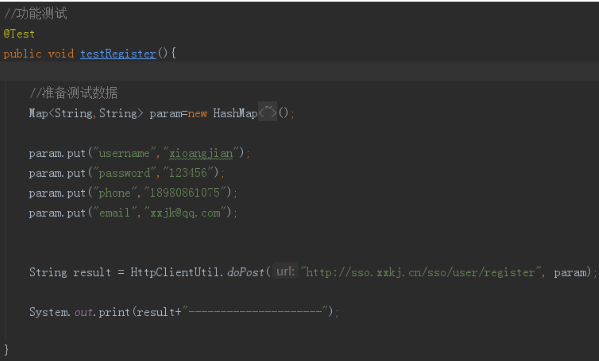 //功能测试
@Test
public void testRegister(){
//准备测试数据
Map<String,String> param=new HashMap<~>();
param.put("username","xioangjian");
param.put("password","123456");
param.put("phone","18980861075");
param.put("email","xxjk@qq.com");
String result = HttpClientUtil.doPost( url: "http://sso.xxkj.cn/sso/user/register", param);
System.out.print(result+"---------------------");
}